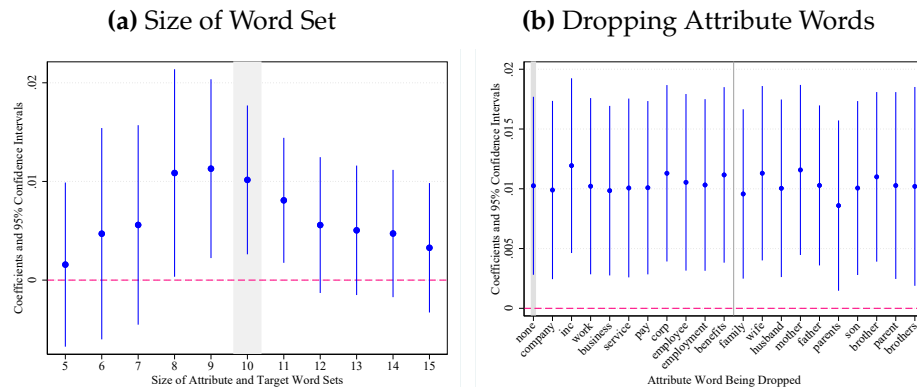 (a) Size of Word Set
Coefficients and 95% Confidence Intervals
.02
.01
0
5 6 7 8 9 10 11 12 13 14 15
Size of Attribute and Target Word Sets
(b) Dropping Attribute Words
Coefficients and 95% Confidence Intervals
.02
.015
.01
.005
0
none company inc work business service pay corp employee employment benefits family wife husband mother father parents son brother parent brothers
Attribute Word Being Dropped